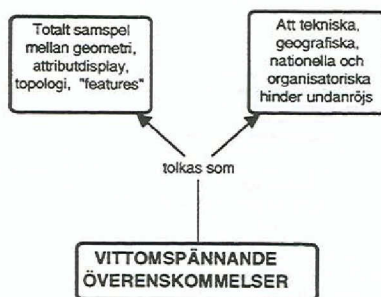 Totalt samspel
mellan geometri,
attributdisplay,
topologi, "features"
Att tekniska,
geografiska,
nationella och
organisatoriska
hinder undanröjs
tolkas som
VITTOMSPÄNNANDE
ÖVERENSKOMMELSER